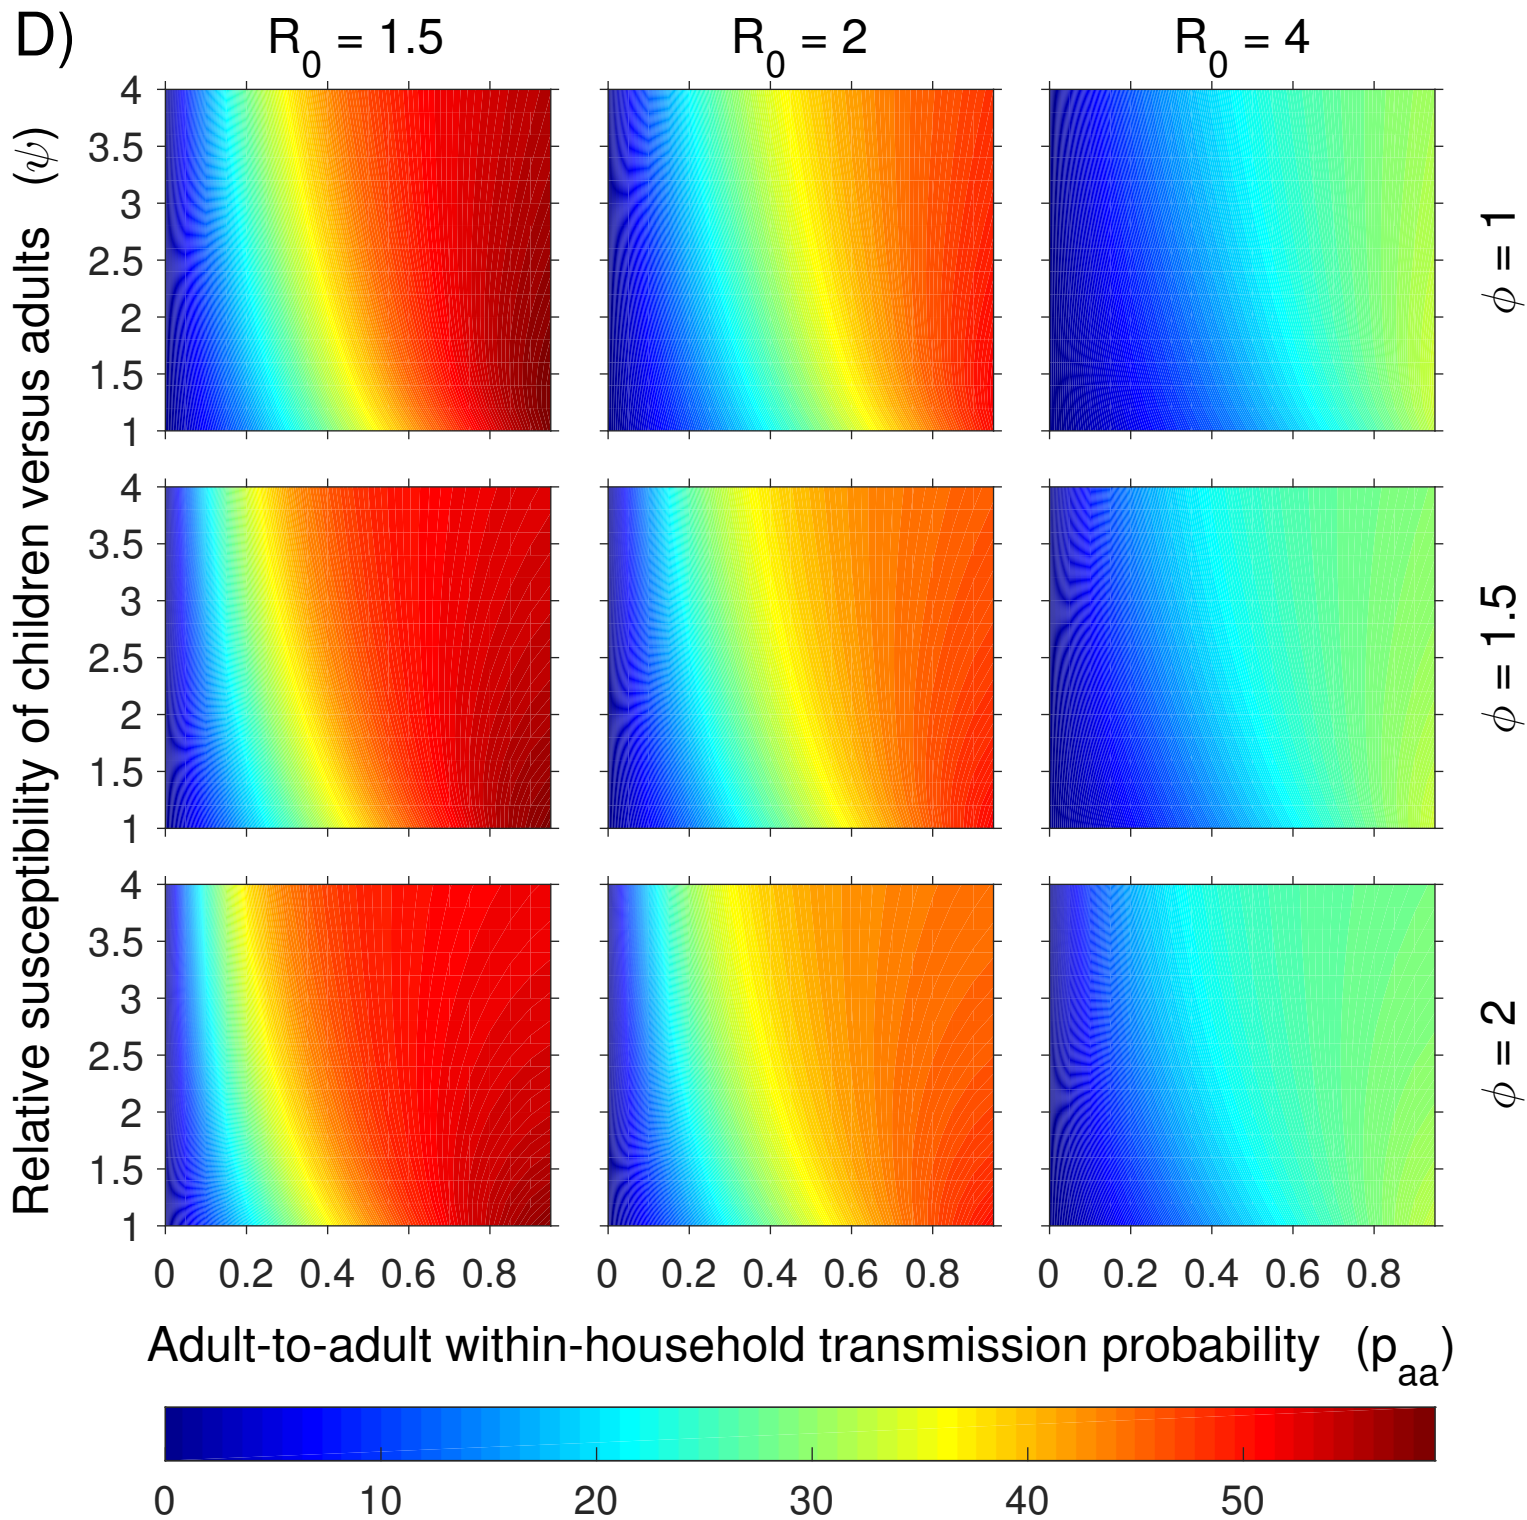 D)
R0 = 1.5
R0 = 2
R0 = 4
Relative susceptibility of children versus adults (ψ)
4
3.5
3
2.5
2
1.5
1
ϕ = 1
4
3.5
3
2.5
2
1.5
1
ϕ = 1.5
4
3.5
3
2.5
2
1.5
1
ϕ = 2
0 0.2 0.4 0.6 0.8
0 0.2 0.4 0.6 0.8
0 0.2 0.4 0.6 0.8
Adult-to-adult within-household transmission probability (paa)
0 10 20 30 40 50